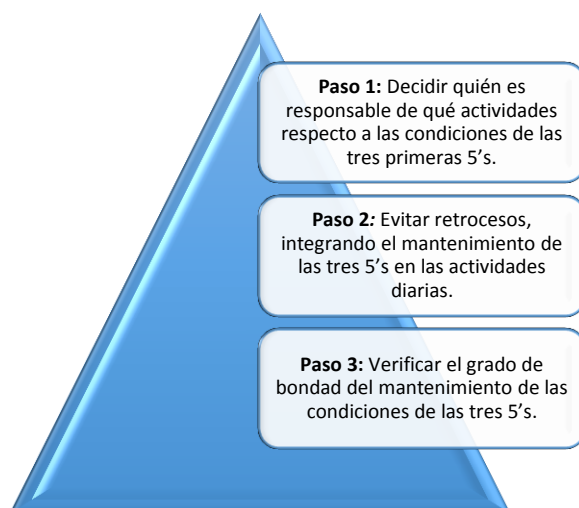 Paso 1: Decidir quién es
responsable de qué actividades
respecto a las condiciones de las
tres primeras 5's.
Paso 2: Evitar retrocesos,
integrando el mantenimiento de
las tres 5's en las actividades
diarias.
Paso 3: Verificar el grado de
bondad del mantenimiento de las
condiciones de las tres 5's.